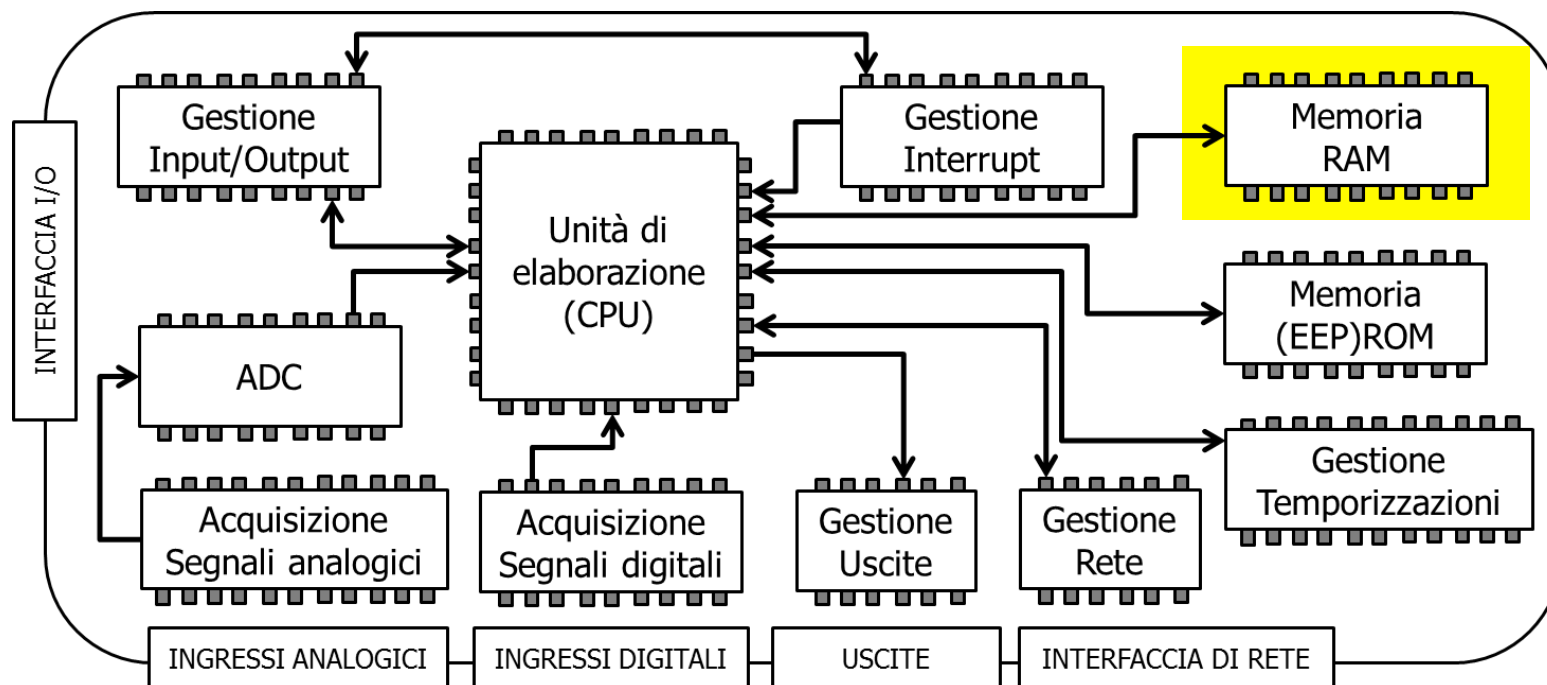 Gestione
Input/Output
Gestione
Interrupt
Memoria
RAM
INTERFACCIA I/O
Unità di
elaborazione
(CPU)
Memoria
(EEP)ROM
ADC
Gestione
Temporizzazioni
Acquisizione
Segnali analogici
Acquisizione
Segnali digitali
Gestione
Uscite
Gestione
Rete
INGRESSI ANALOGICI
INGRESSI DIGITALI
USCITE
INTERFACCIA DI RETE